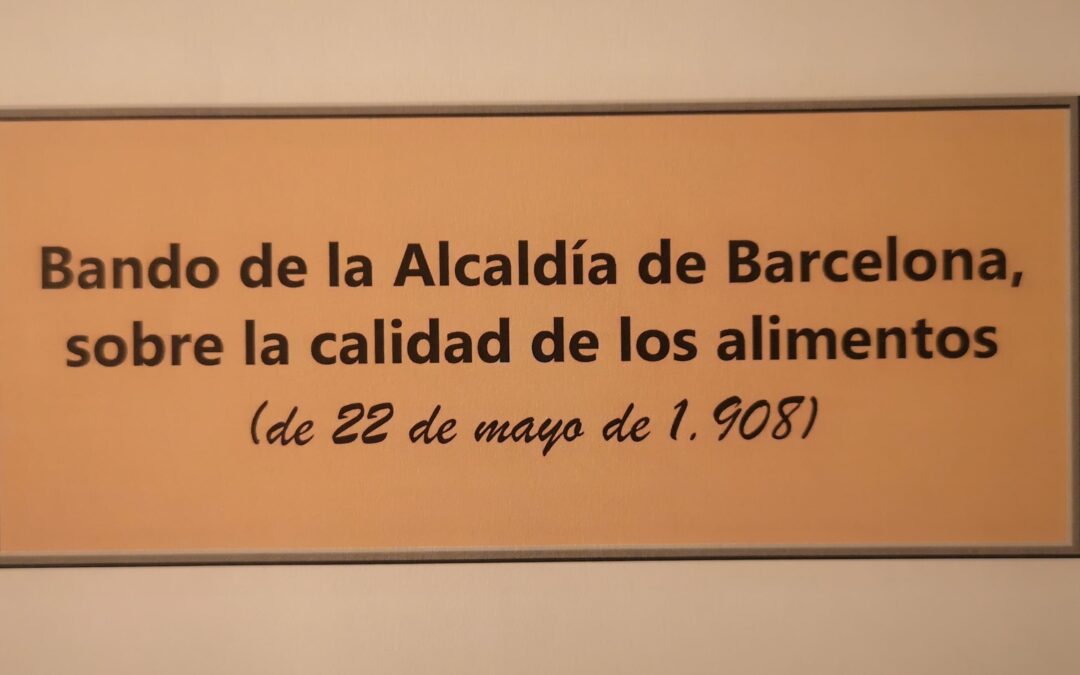 Bando de la Alcaldía de Barcelona,
sobre la calidad de los alimentos
(de 22 de mayo de 1.908)